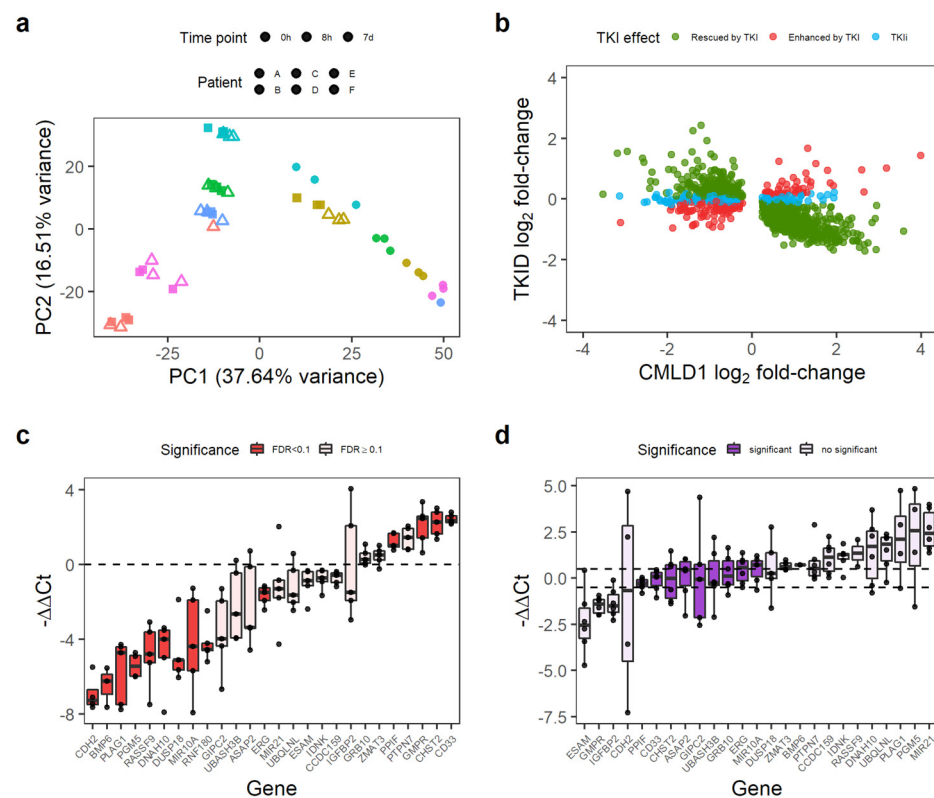 a
Time point 0h 8h 7d
Patient A C E
B D F
20
0
-20
-25 0 25 50
PC2 (16.51% variance)
PC1 (37.64% variance)
b
TKI effect Rescued by TKI Enhanced by TKI TKIi
4
2
0
-2
-4
-4 -2 0 2 4
TKID log2 fold-change
CMLD1 log2 fold-change
c
Significance FDR<0.1 FDR ≥ 0.1
4
0
-4
-8
-ΔΔCt
CDH2 BMP6 PLAG1 PGM5 RASSF9 DNAH10 DUSP18 MIR10A RNF180 GIPC2 UBASH3B ASAP2 ERG MIR21 UBQLNL ESAM IDNK CCDC159 IGFBP2 GRB10 ZMAT3 PPIF PTPN7 GMPR CHST2 CD33
Gene
d
Significance significant no significant
5.0
2.5
0.0
-2.5
-5.0
-7.5
-ΔΔCt
ESAM GMPR IGFBP2 CDH2 PPIF CD33 CHST2 ASAP2 GIPC2 UBASH3B GRB10 ERG MIR10A DUSP18 ZMAT3 BMP6 PTPN7 CCDC159 IDNK RASSF9 DNAH10 UBQLNL PLAG1 PGM5 MIR21
Gene